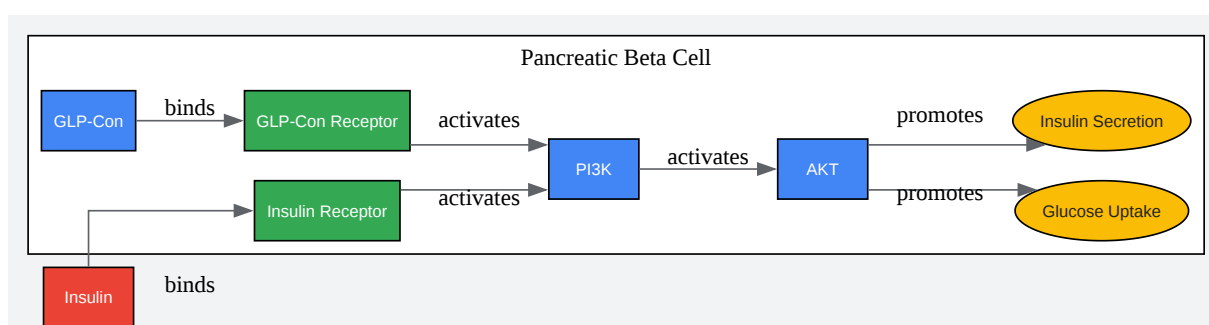 Pancreatic Beta Cell
GLP-Con
binds
GLP-Con Receptor
activates
PI3K
activates
AKT
promotes
Insulin Secretion
Insulin Receptor
activates
promotes
Glucose Uptake
Insulin
binds